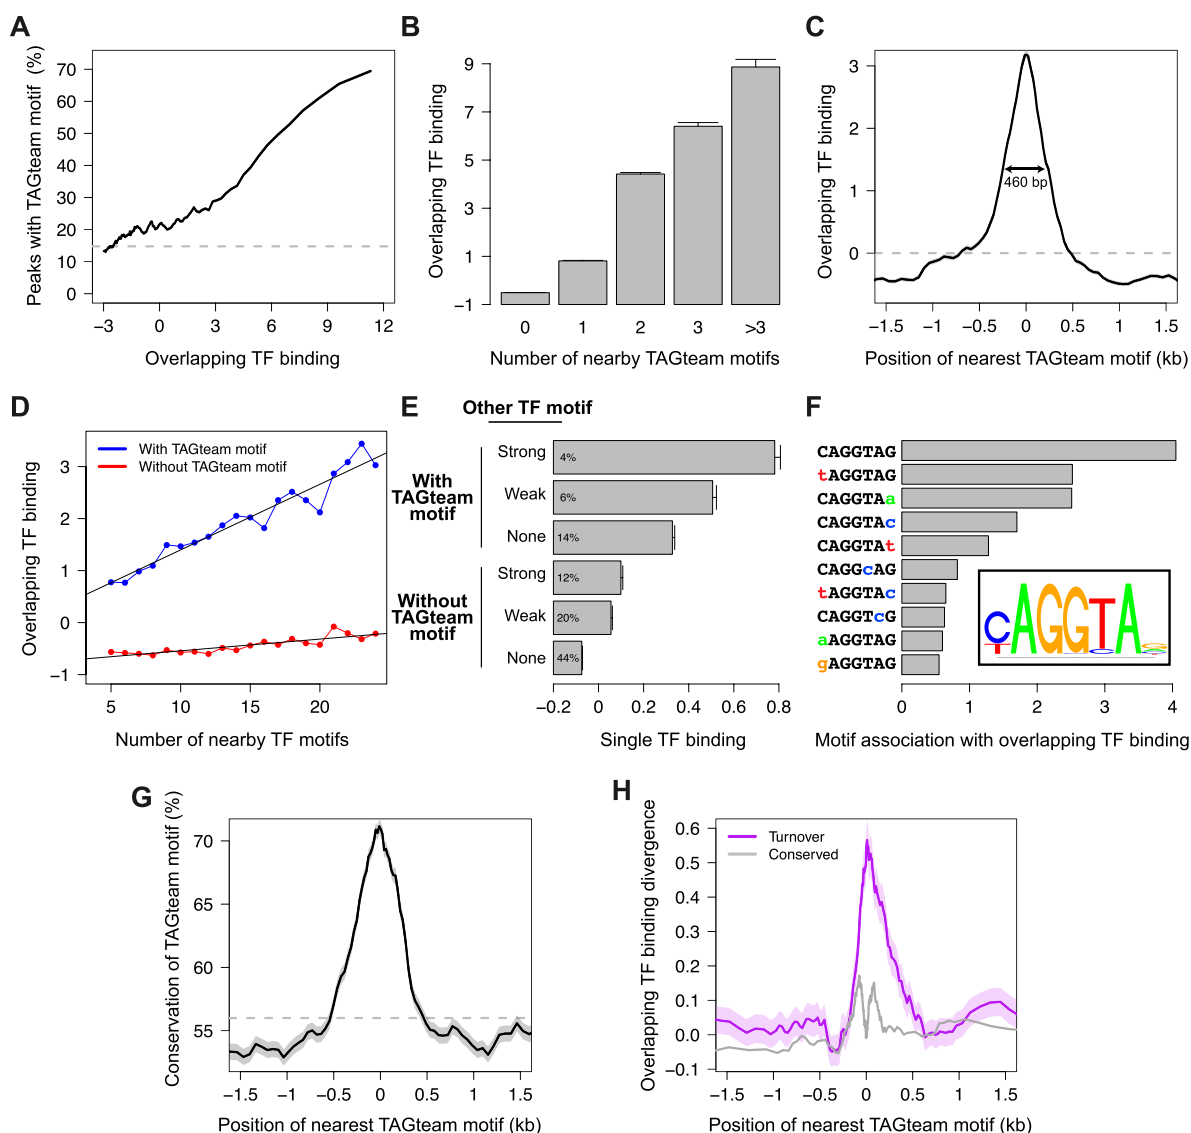 A
Peaks with TAGteam motif (%)
70
60
50
40
30
20
10
0
−3 0 3 6 9 12
Overlapping TF binding
B
Overlapping TF binding
9
7
5
3
1
−1
0 1 2 3 >3
Number of nearby TAGteam motifs
C
Overlapping TF binding
3
2
1
0
460 bp
−1.5 −1 −0.5 0 0.5 1 1.5
Position of nearest TAGteam motif (kb)
D
Overlapping TF binding
With TAGteam motif
Without TAGteam motif
3
2
1
0
−1
5 10 15 20
Number of nearby TF motifs
E
Other TF motif
With TAGteam motif
Strong 4%
Weak 6%
None 14%
Without TAGteam motif
Strong 12%
Weak 20%
None 44%
−0.2 0 0.2 0.4 0.6 0.8
Single TF binding
F
CAGGTAG
tAGGTAG
CAGGTAa
CAGGTAc
CAGGTAt
CAGGcAG
tAGGTAc
CAGGTcG
aAGGTAG
gAGGTAG
CAGGTA
0 1 2 3 4
Motif association with overlapping TF binding
G
Conservation of TAGteam motif (%)
70
65
60
55
−1.5 −1 −0.5 0 0.5 1 1.5
Position of nearest TAGteam motif (kb)
H
Overlapping TF binding divergence
Turnover
Conserved
0.6
0.5
0.4
0.3
0.2
0.1
0.0
−0.1
−1.5 −1 −0.5 0 0.5 1 1.5
Position of nearest TAGteam motif (kb)